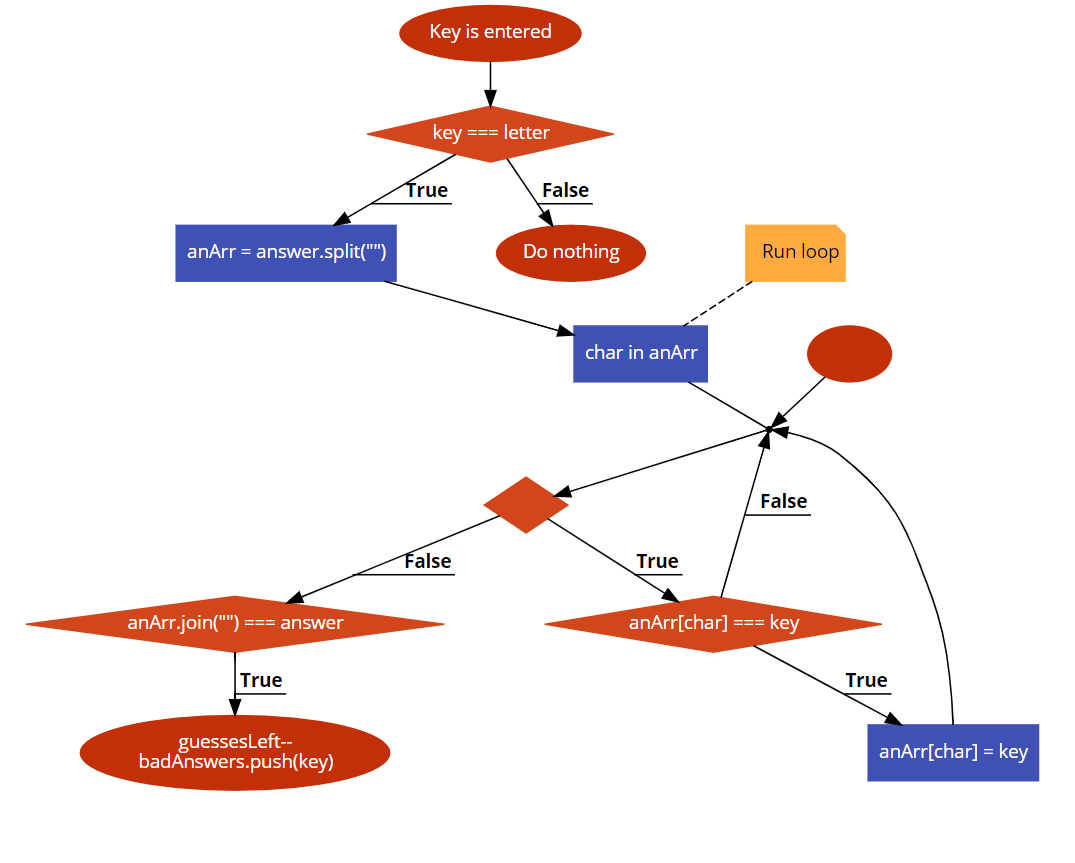 Key is entered
key === letter
True
False
anArr = answer.split("")
Do nothing
Run loop
char in anArr
False
False
True
anArr.join("") === answer
anArr[char] === key
True
True
guessesLeft--
badAnswers.push(key)
anArr[char] = key